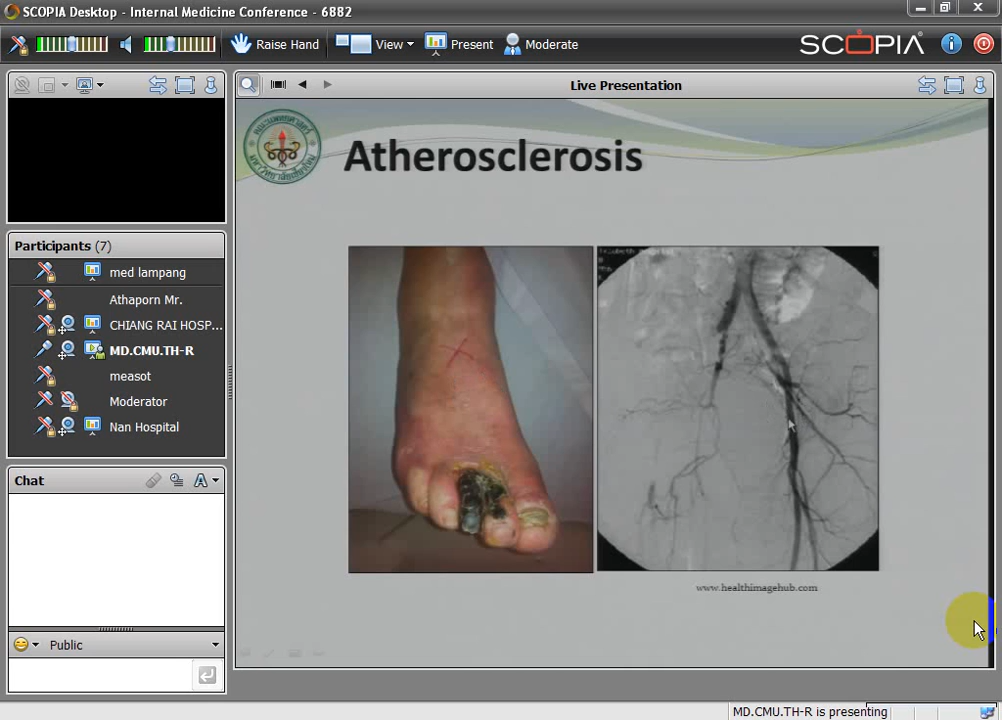 SCOPIA Desktop - Internal Medicine Conference - 6882
Raise Hand
View
Present
Moderate
SCOPIA
Live Presentation
Atherosclerosis
Participants (7)
med lampang
Athaporn Mr.
CHIANG RAI HOSP...
MD.CMU.TH-R
measot
Moderator
Nan Hospital
Chat
A
Public
www.healthimagehub.com
MD.CMU.TH-R is presenting